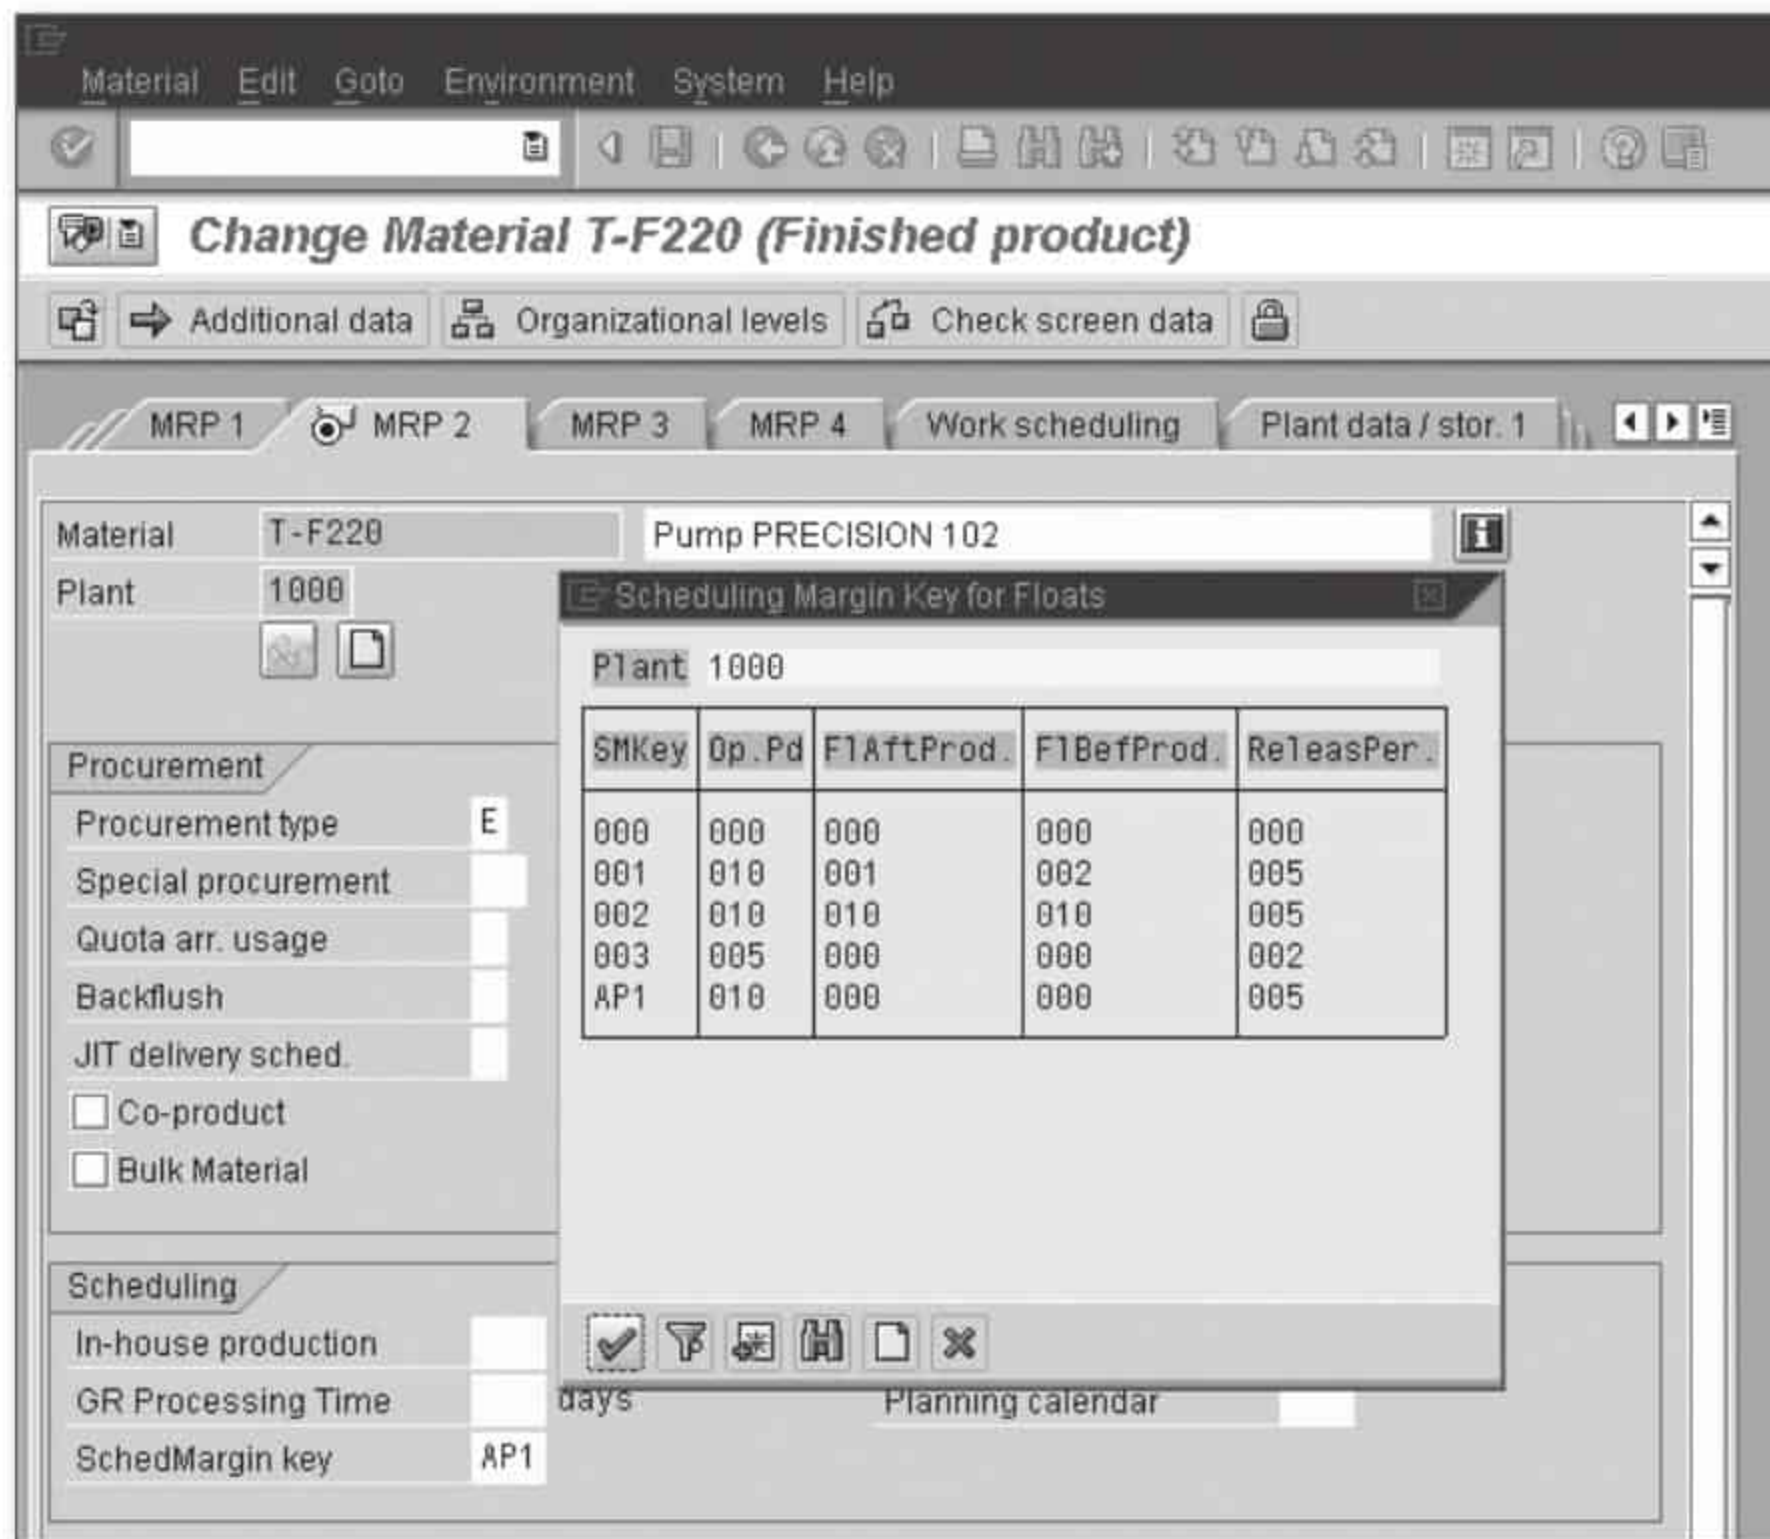 Material Edit Goto Environment System Help
Change Material T-F220 (Finished product)
Additional data Organizational levels Check screen data
MRP 1 MRP 2 MRP 3 MRP 4 Work scheduling Plant data / stor. 1
Material T-F220 Pump PRECISION 102
Plant 1000
Scheduling Margin Key for Floats
Plant 1000
SMKey Op.Pd FlAftProd. FlBefProd. ReleasPer.
000 000 000 000 000
001 010 001 002 005
002 010 010 010 005
003 005 000 000 002
AP1 010 000 000 005
Procurement
Procurement type E
Special procurement
Quota arr. usage
Backflush
JIT delivery sched.
Co-product
Bulk Material
Scheduling
In-house production
GR Processing Time days Planning calendar
SchedMargin key AP1